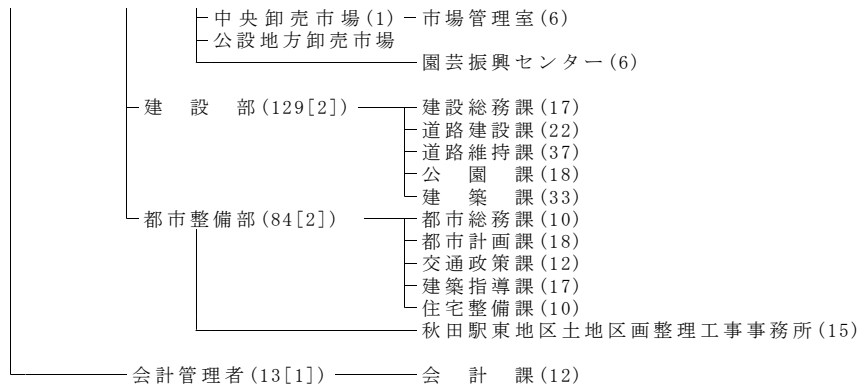 中央卸売市場(1) 市場管理室(6)
公設地方卸売市場
園芸振興センター(6)
建設部(129[2]) 建設総務課(17)
道路建設課(22)
道路維持課(37)
公園課(18)
建築課(33)
都市整備部(84[2]) 都市総務課(10)
都市計画課(18)
交通政策課(12)
建築指導課(17)
住宅整備課(10)
秋田駅東地区土地区画整理工事事務所(15)
会計管理者(13[1]) 会計課(12)